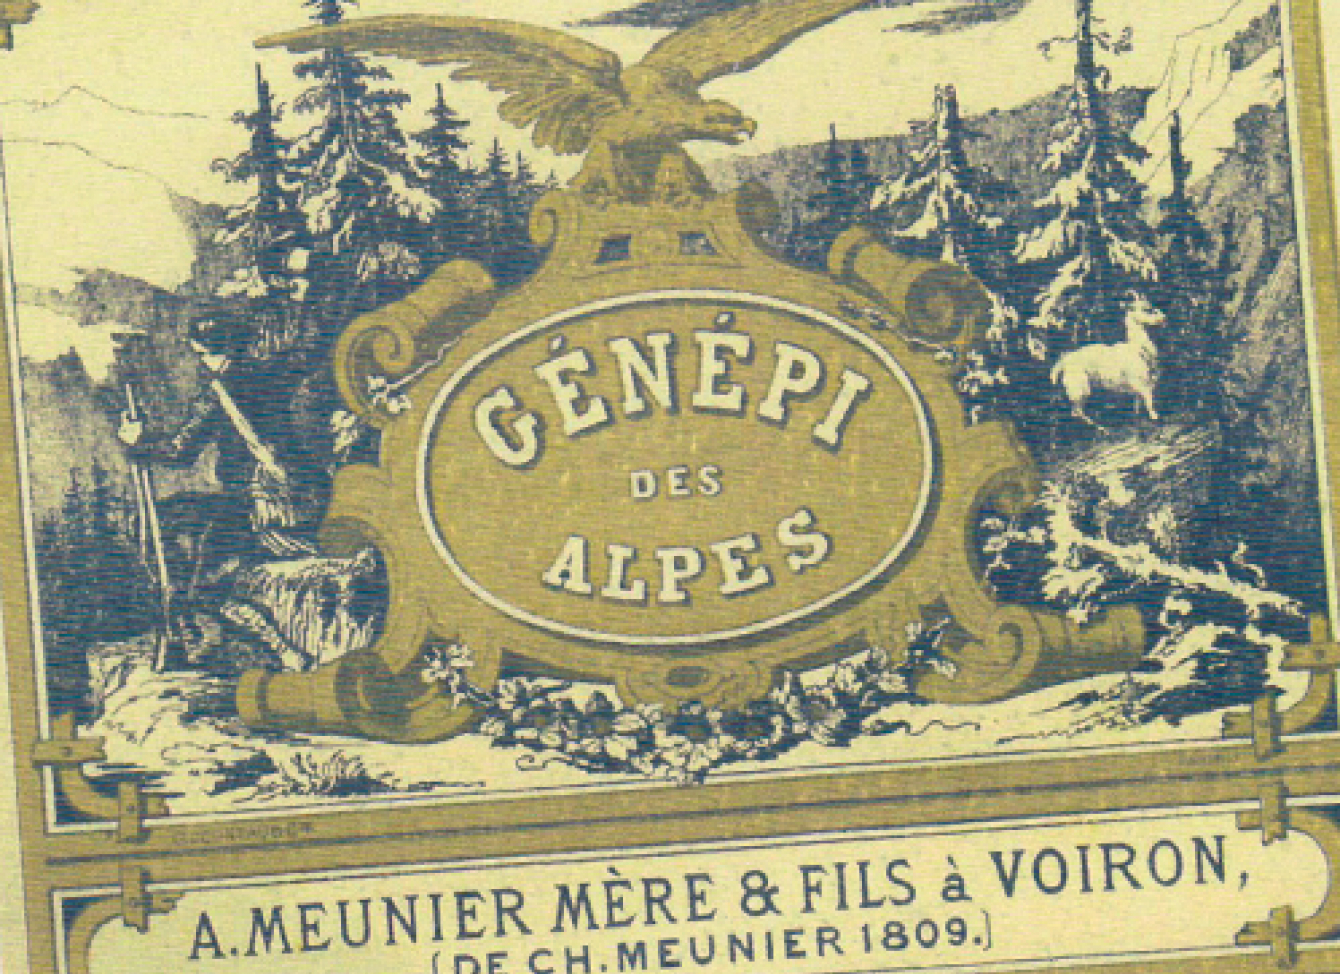 GÉNÉPI
DES
ALPES
A.MEUNIER MÈRE & FILS à VOIRON,
(DE CH.MEUNIER 1809.)